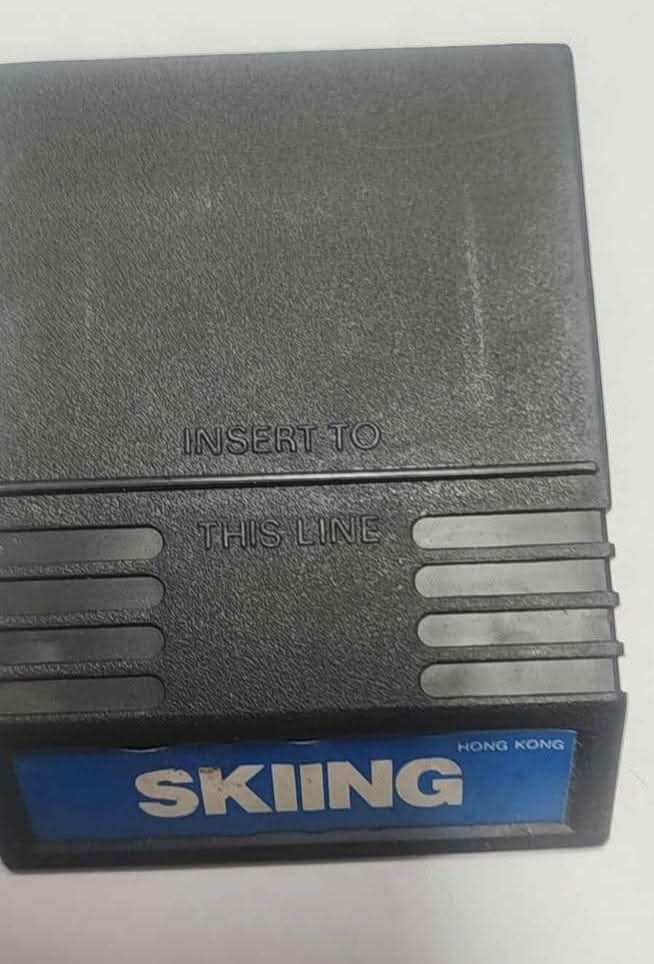 INSERT TO
THIS LINE
HONG KONG
SKIING